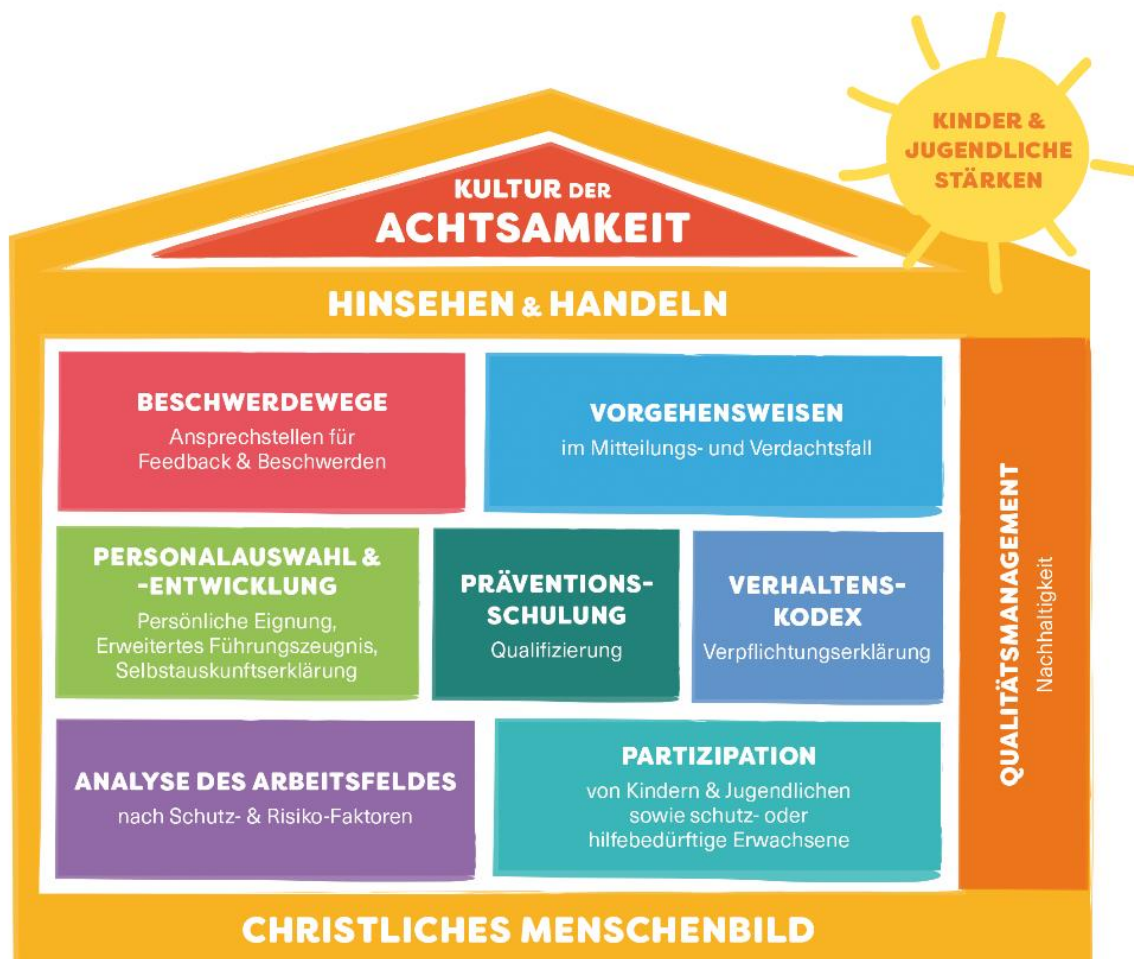 KINDER &
JUGENDLICHE
STÄRKEN
KULTUR DER
ACHTSAMKEIT
HINSEHEN & HANDELN
BESCHWERDEWEGE
Ansprechstellen für
Feedback & Beschwerden
VORGEHENSWEISEN
im Mitteilungs- und Verdachtsfall
PERSONALAUSWAHL &
-ENTWICKLUNG
Persönliche Eignung,
Erweitertes Führungszeugnis,
Selbstauskunftserklärung
PRÄVENTIONS-
SCHULUNG
Qualifizierung
VERHALTENS-
KODEX
Verpflichtungserklärung
ANALYSE DES ARBEITSFELDES
nach Schutz- & Risiko-Faktoren
PARTIZIPATION
von Kindern & Jugendlichen
sowie schutz- oder
hilfebedürftige Erwachsene
QUALITÄTSMANAGEMENT
Nachhaltigkeit
CHRISTLICHES MENSCHENBILD